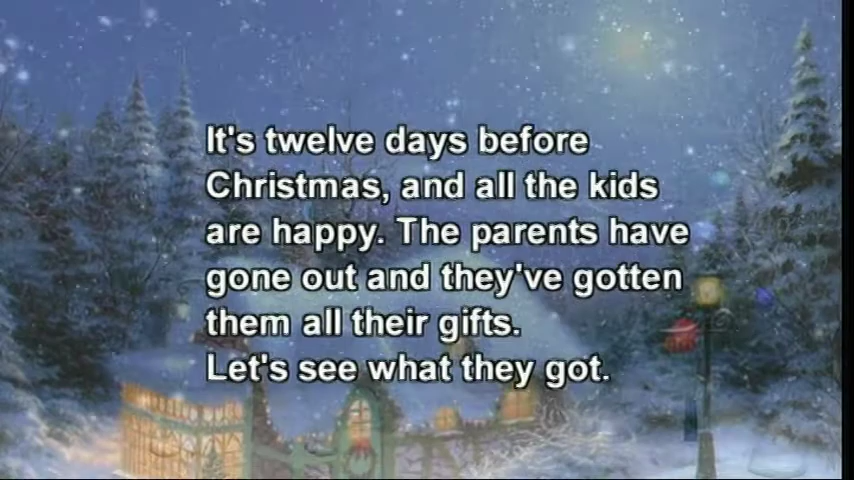 It's twelve days before
Christmas, and all the kids
are happy. The parents have
gone out and they've gotten
them all their gifts.
Let's see what they got.